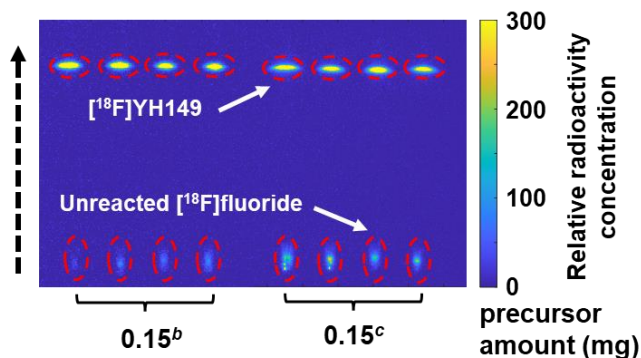 [¹⁸F]YH149
Unreacted [¹⁸F]fluoride
0.15ᵇ
0.15ᶜ
300
200
100
0
Relative radioactivity
concentration
precursor
amount (mg)